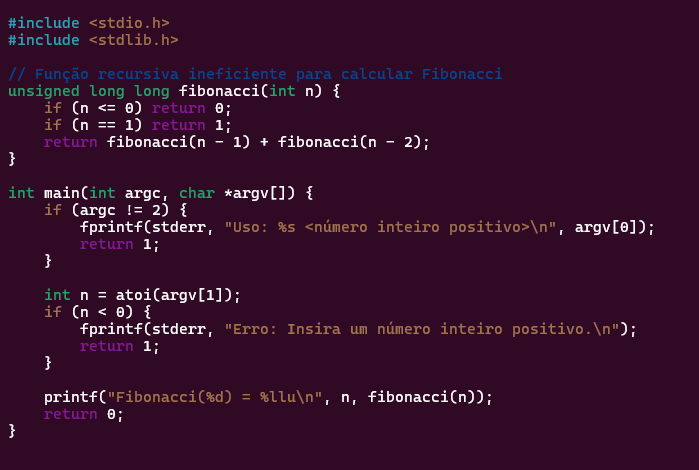 #include <stdio.h>
#include <stdlib.h>

// Função recursiva ineficiente para calcular Fibonacci
unsigned long long fibonacci(int n) {
    if (n <= 0) return 0;
    if (n == 1) return 1;
    return fibonacci(n - 1) + fibonacci(n - 2);
}

int main(int argc, char *argv[]) {
    if (argc != 2) {
        fprintf(stderr, "Uso: %s <número inteiro positivo>\n", argv[0]);
        return 1;
    }

    int n = atoi(argv[1]);
    if (n < 0) {
        fprintf(stderr, "Erro: Insira um número inteiro positivo.\n");
        return 1;
    }

    printf("Fibonacci(%d) = %llu\n", n, fibonacci(n));
    return 0;
}